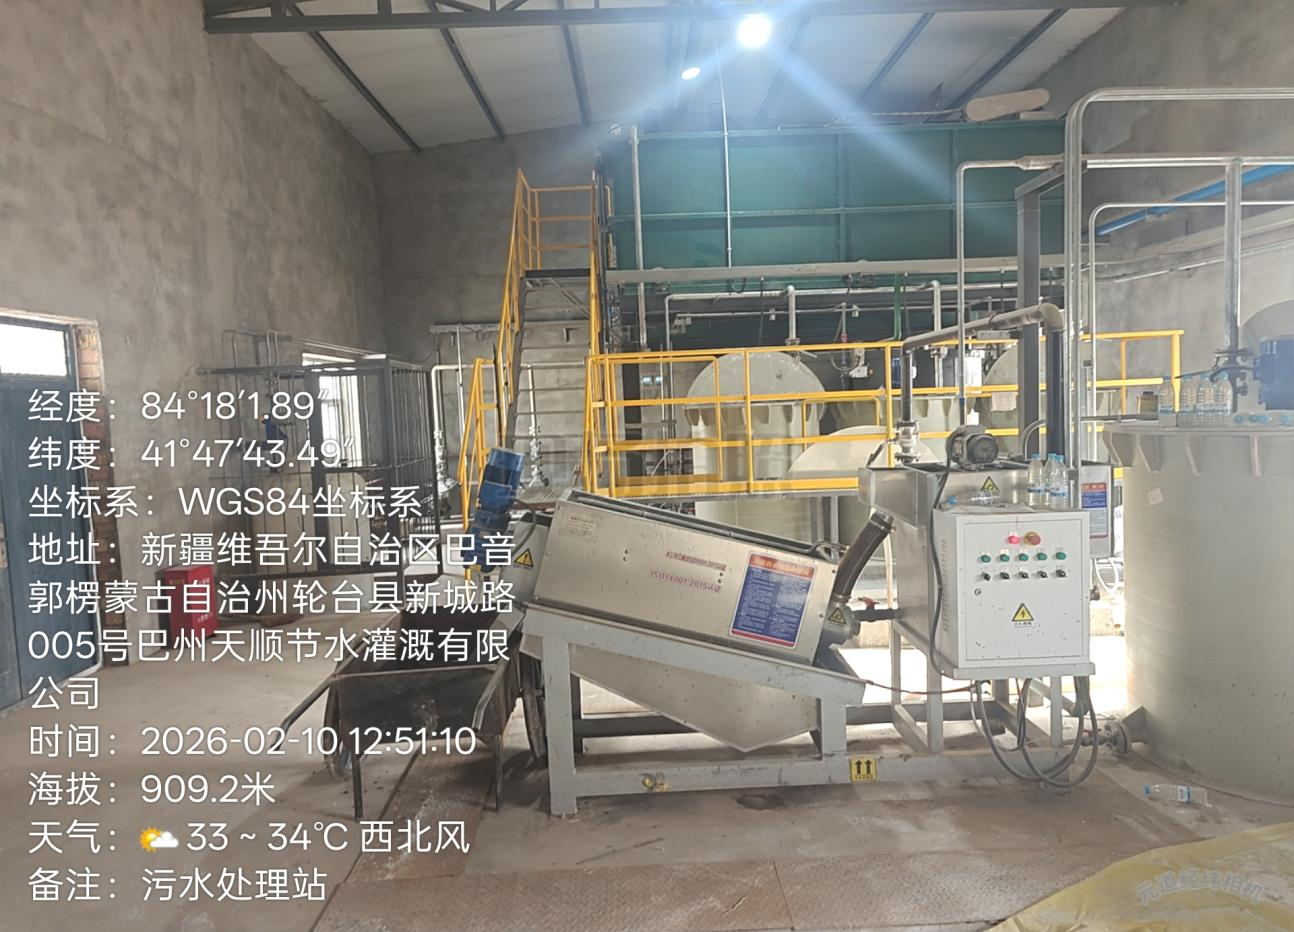 经度：84°18′1.89″
纬度：41°47′43.49″
坐标系：WGS84坐标系
地址：新疆维吾尔自治区巴音
郭楞蒙古自治州轮台县新城路
005号巴州天顺节水灌溉有限
公司
时间：2026-02-10 12:51:10
海拔：909.2米
天气：33 ~ 34℃ 西北风
备注：污水处理站
ISO14001:2015认证
元道经纬相机